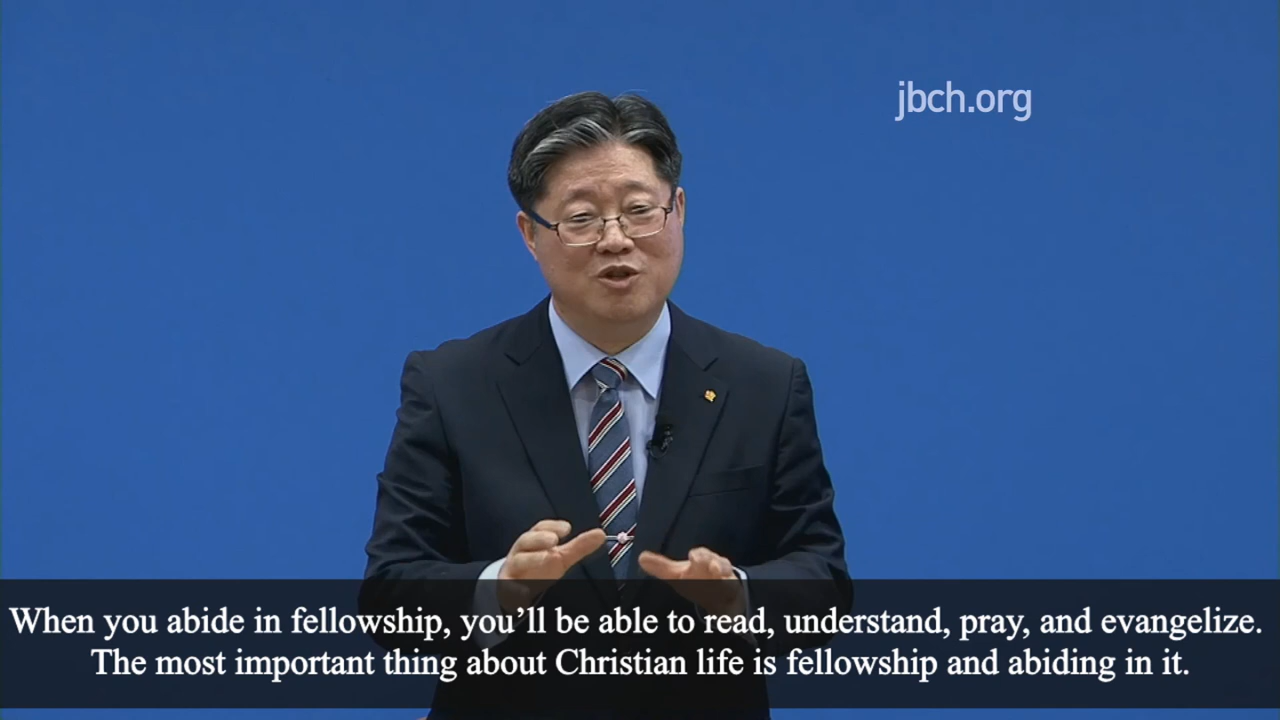 jbch.org
When you abide in fellowship, you’ll be able to read, understand, pray, and evangelize.
The most important thing about Christian life is fellowship and abiding in it.